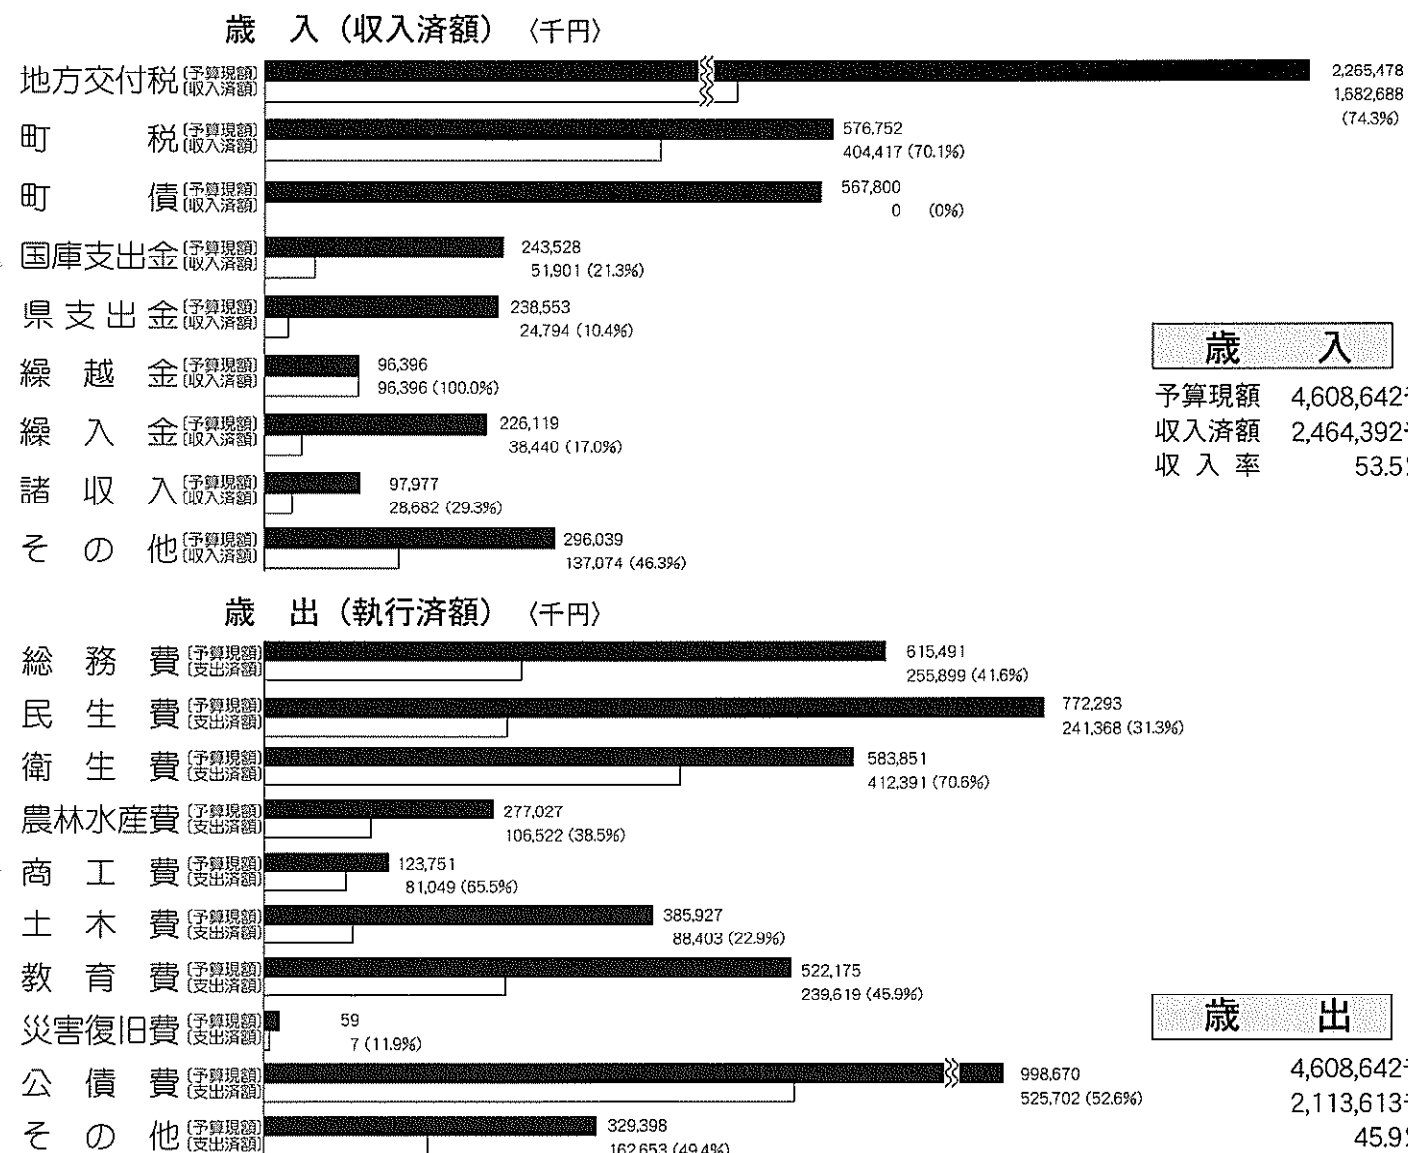 歳 入（収入済額）〈千円〉
地方交付税 〔予算現額〕 2,265,478
〔収入済額〕 1,682,688
(74.3%)
町税 〔予算現額〕 576,752
〔収入済額〕 404,417 (70.1%)
町債 〔予算現額〕 567,800
〔収入済額〕 0 (0%)
国庫支出金 〔予算現額〕 243,528
〔収入済額〕 51,901 (21.3%)
県支出金 〔予算現額〕 238,553
〔収入済額〕 24,794 (10.4%)
繰越金 〔予算現額〕 96,396
〔収入済額〕 96,396 (100.0%)
繰入金 〔予算現額〕 226,119
〔収入済額〕 38,440 (17.0%)
諸収入 〔予算現額〕 97,977
〔収入済額〕 28,682 (29.3%)
その他 〔予算現額〕 296,039
〔収入済額〕 137,074 (46.3%)
歳 入
予算現額 4,608,642
収入済額 2,464,392
収入率 53.5
歳 出（執行済額）〈千円〉
総務費 〔予算現額〕 615,491
〔支出済額〕 255,899 (41.6%)
民生費 〔予算現額〕 772,293
〔支出済額〕 241,368 (31.3%)
衛生費 〔予算現額〕 583,851
〔支出済額〕 412,391 (70.6%)
農林水産費 〔予算現額〕 277,027
〔支出済額〕 106,522 (38.5%)
商工費 〔予算現額〕 123,751
〔支出済額〕 81,049 (65.5%)
土木費 〔予算現額〕 385,927
〔支出済額〕 88,403 (22.9%)
教育費 〔予算現額〕 522,175
〔支出済額〕 239,619 (45.9%)
災害復旧費 〔予算現額〕 59
〔支出済額〕 7 (11.9%)
公債費 〔予算現額〕 998,670
〔支出済額〕 525,702 (52.6%)
その他 〔予算現額〕 329,398
〔支出済額〕 162,653 (49.4%)
歳 出
4,608,642
2,113,613
45.9